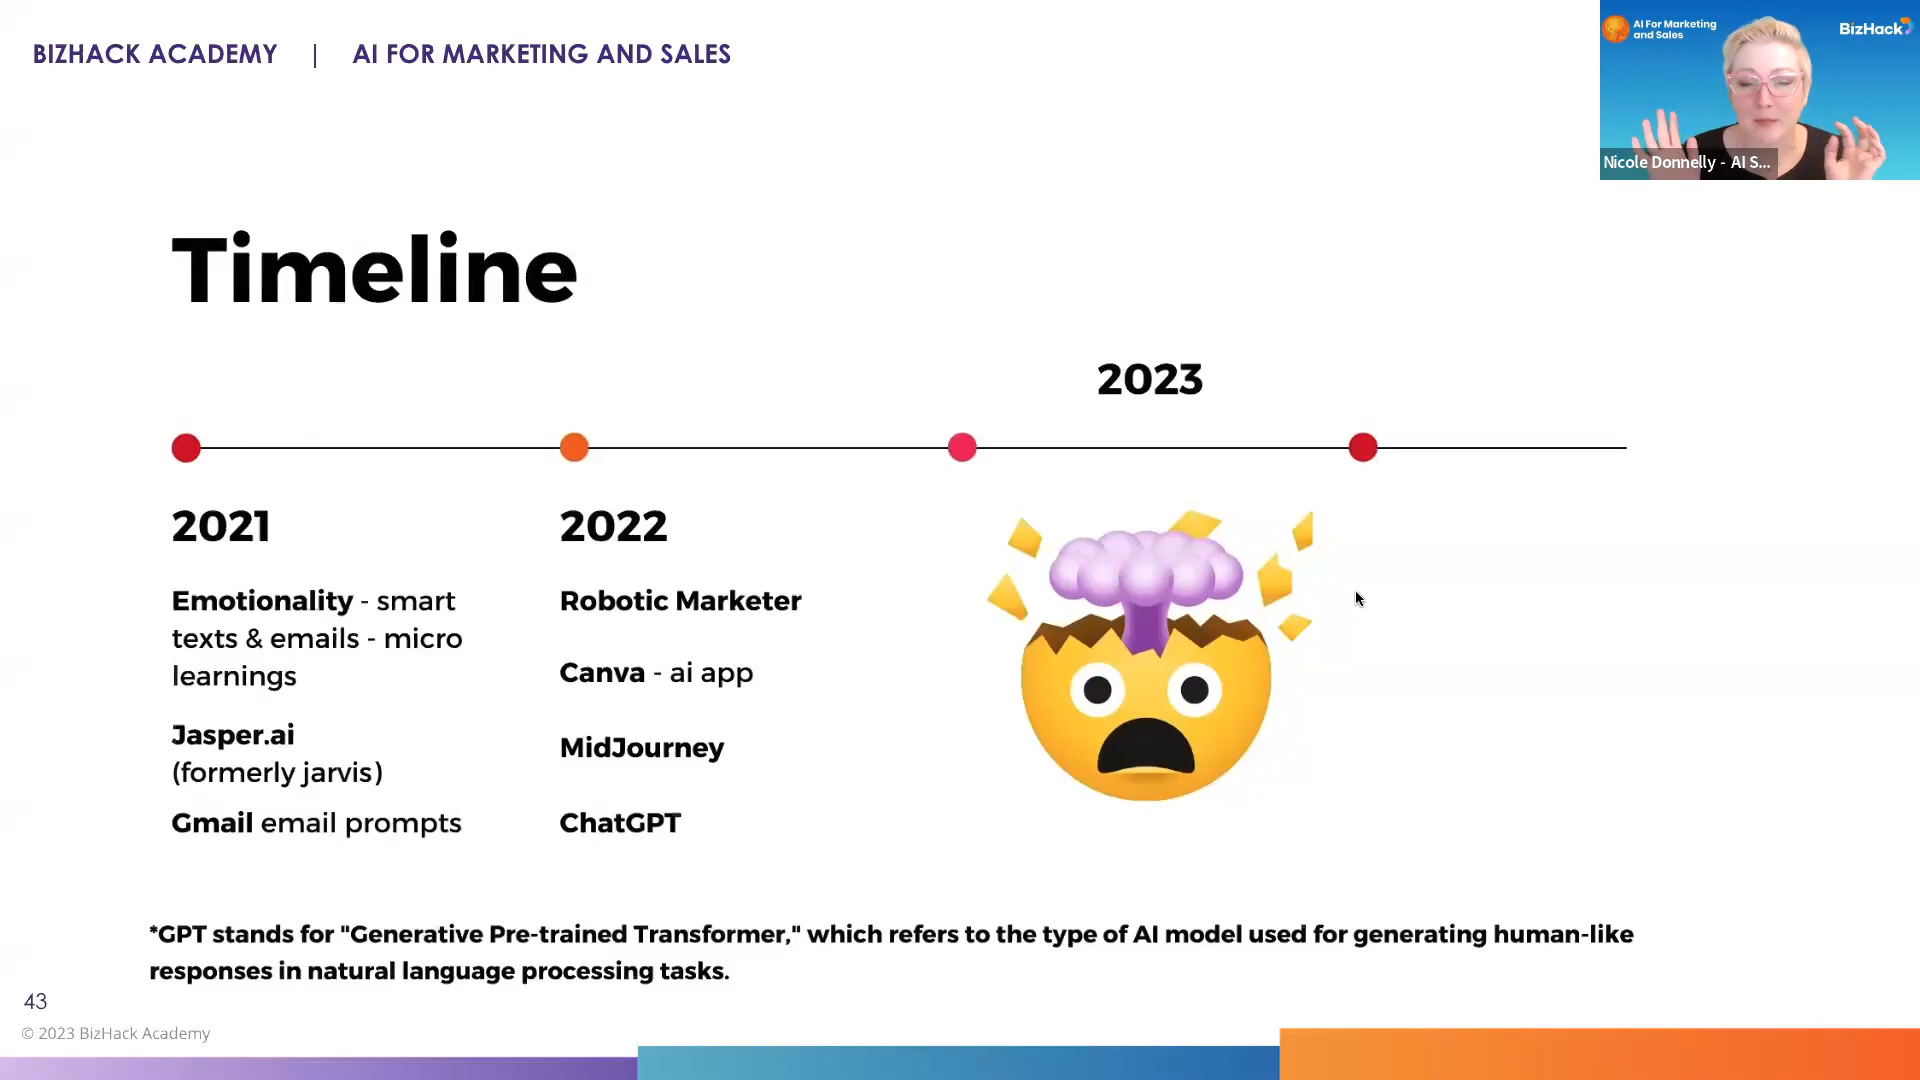 BIZHACK ACADEMY | AI FOR MARKETING AND SALES
AI For Marketing
and Sales
BizHack
Nicole Donnelly - AI S...
Timeline
2023
2021
Emotionality - smart
texts & emails - micro
learnings
Jasper.ai
(formerly jarvis)
Gmail email prompts
2022
Robotic Marketer
Canva - ai app
MidJourney
ChatGPT
*GPT stands for "Generative Pre-trained Transformer," which refers to the type of AI model used for generating human-like
responses in natural language processing tasks.
43
© 2023 BizHack Academy